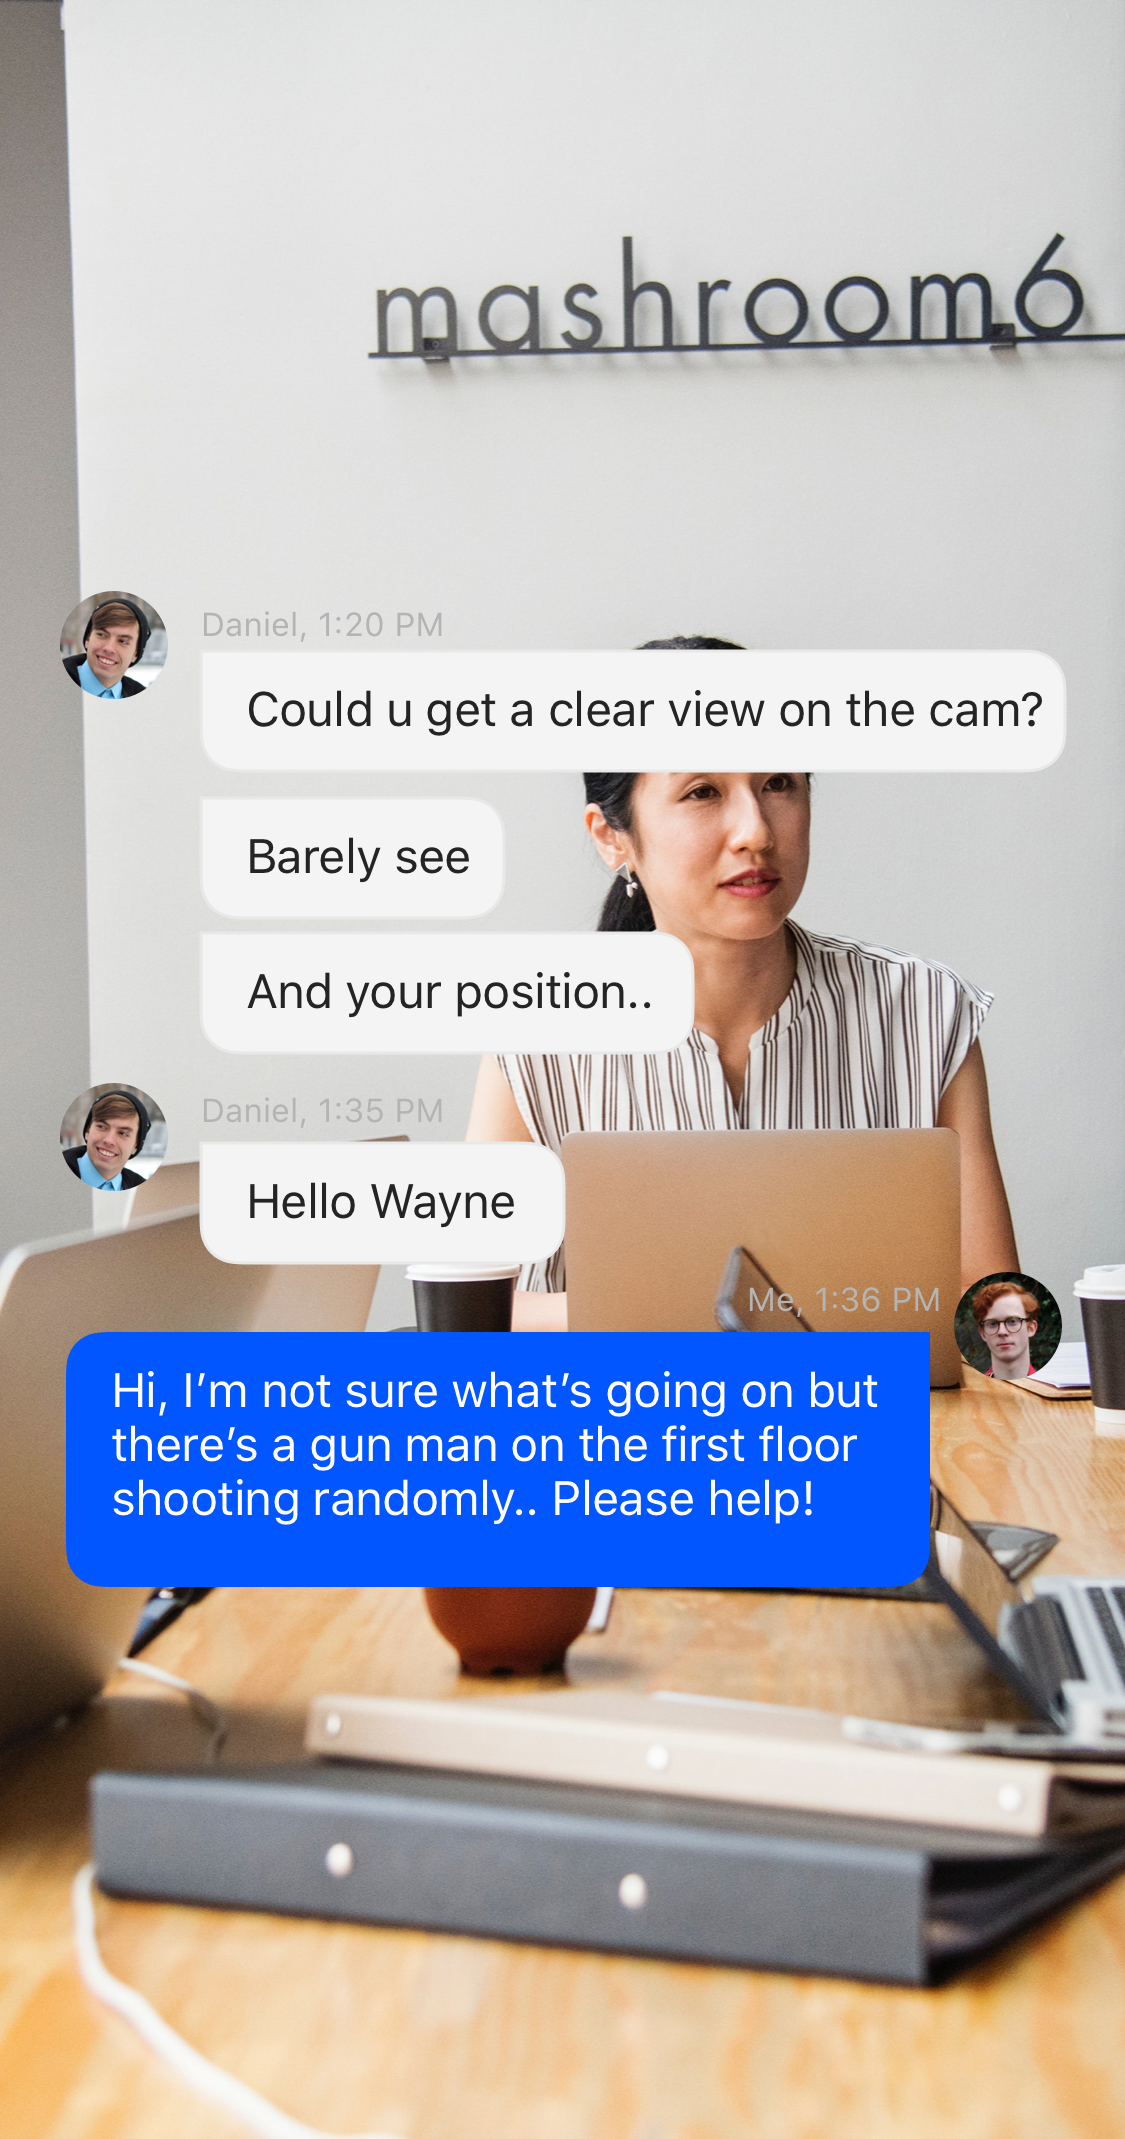 mashroom6
Daniel, 1:20 PM
Could u get a clear view on the cam?
Barely see
And your position..
Daniel, 1:35 PM
Hello Wayne
Me, 1:36 PM
Hi, I’m not sure what’s going on but
there’s a gun man on the first floor
shooting randomly.. Please help!